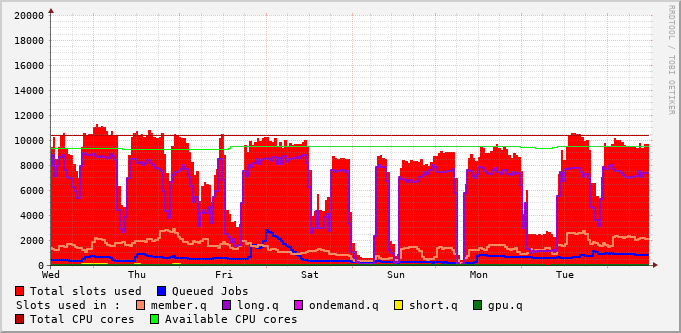 20000
18000
16000
14000
12000
10000
8000
6000
4000
2000
0
Wed Thu Fri Sat Sun Mon Tue
RRDTOOL / TOBI OETIKER
Total slots used Queued Jobs
Slots used in : member.q long.q ondemand.q short.q gpu.q
Total CPU cores Available CPU cores